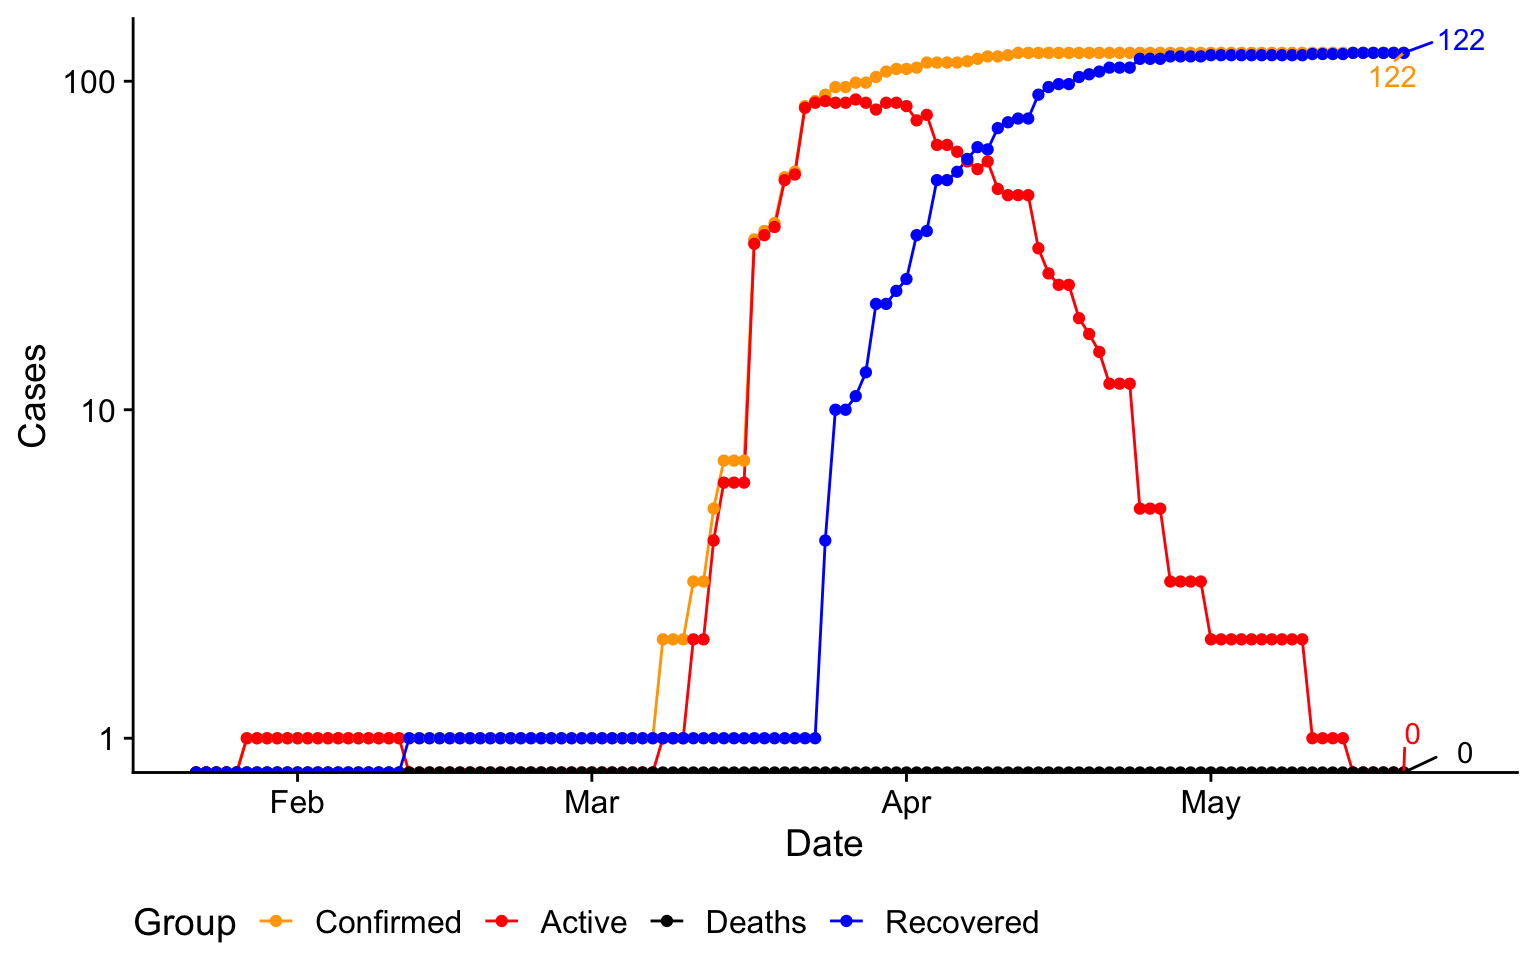 122
100
122
10
Cases
1
0
0
Feb Mar Apr May
Date
Group Confirmed Active Deaths Recovered